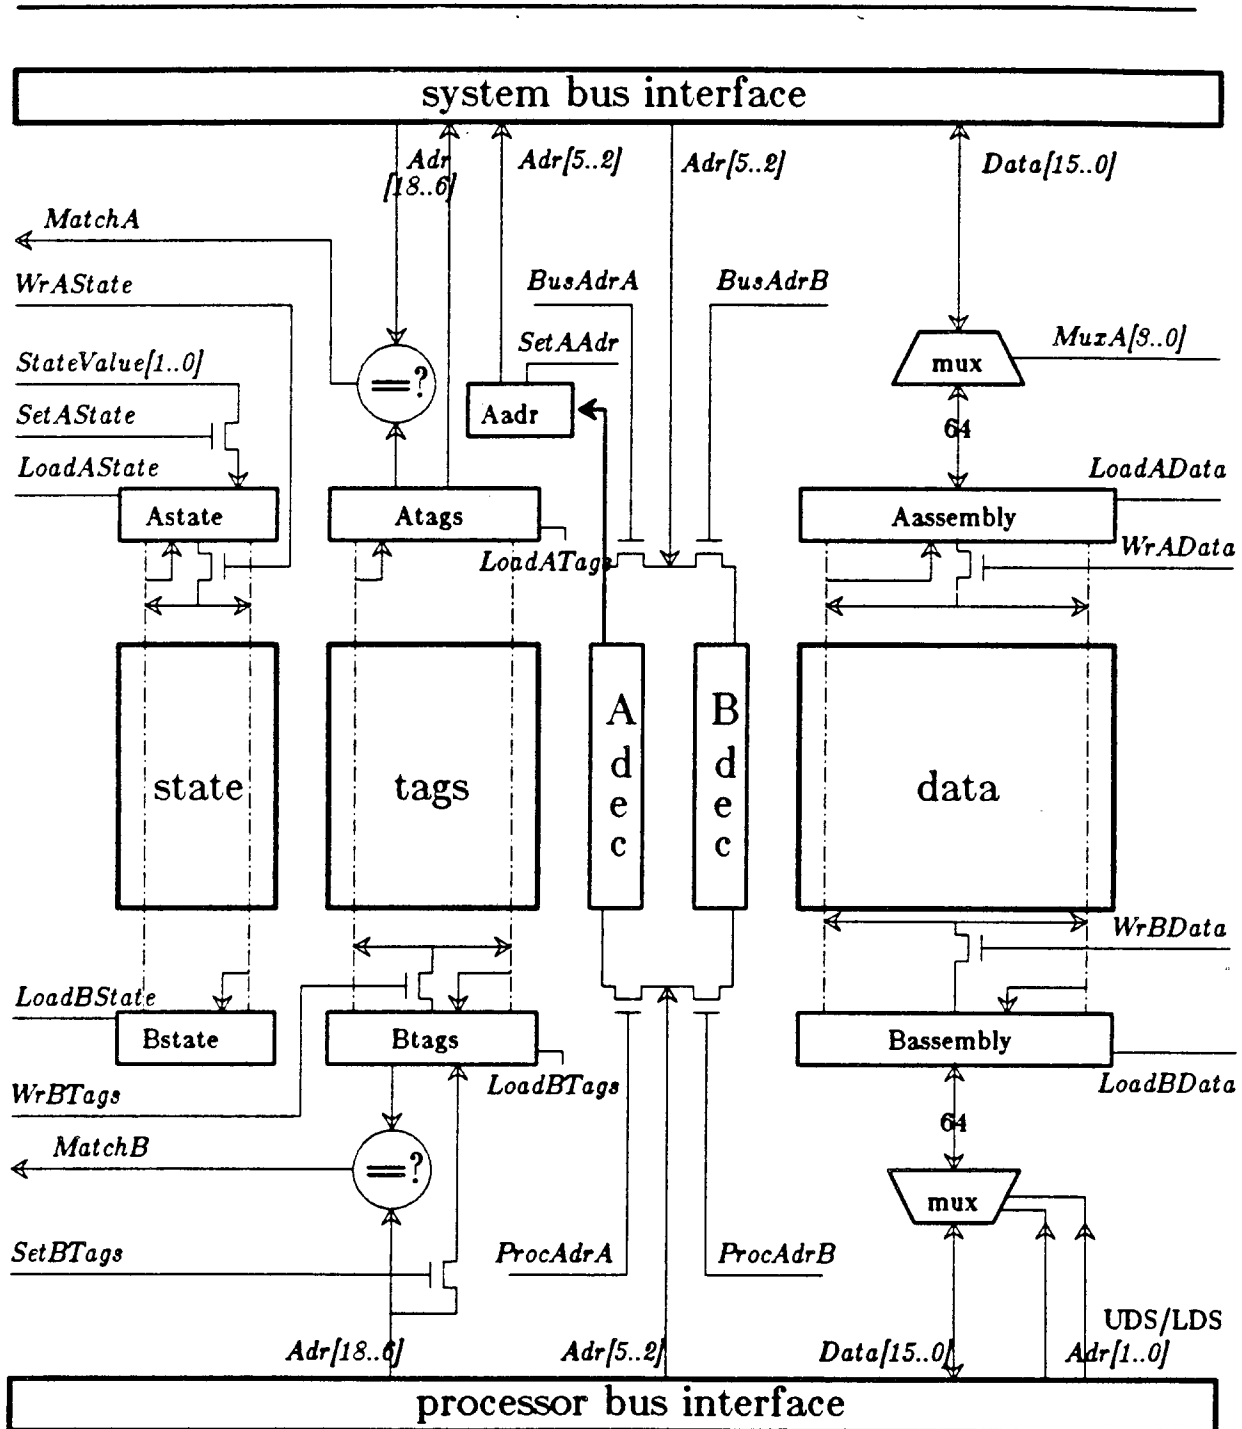 system bus interface
Adr
[18..6]
Adr[5..2]
Adr[5..2]
Data[15..0]
MatchA
WrAState
BusAdrA
BusAdrB
StateValue[1..0]
SetAAdr
MuxA[3..0]
mux
==?
SetAState
Aadr
64
LoadAState
LoadAData
Astate
Atags
Aassembly
LoadATags
WrAData
state
tags
A
d
e
c
B
d
e
c
data
WrBData
LoadBState
Bstate
Btags
Bassembly
LoadBTags
LoadBData
WrBTags
64
MatchB
==?
mux
SetBTags
ProcAdrA
ProcAdrB
UDS/LDS
Adr[18..6]
Adr[5..2]
Data[15..0]
Adr[1..0]
processor bus interface